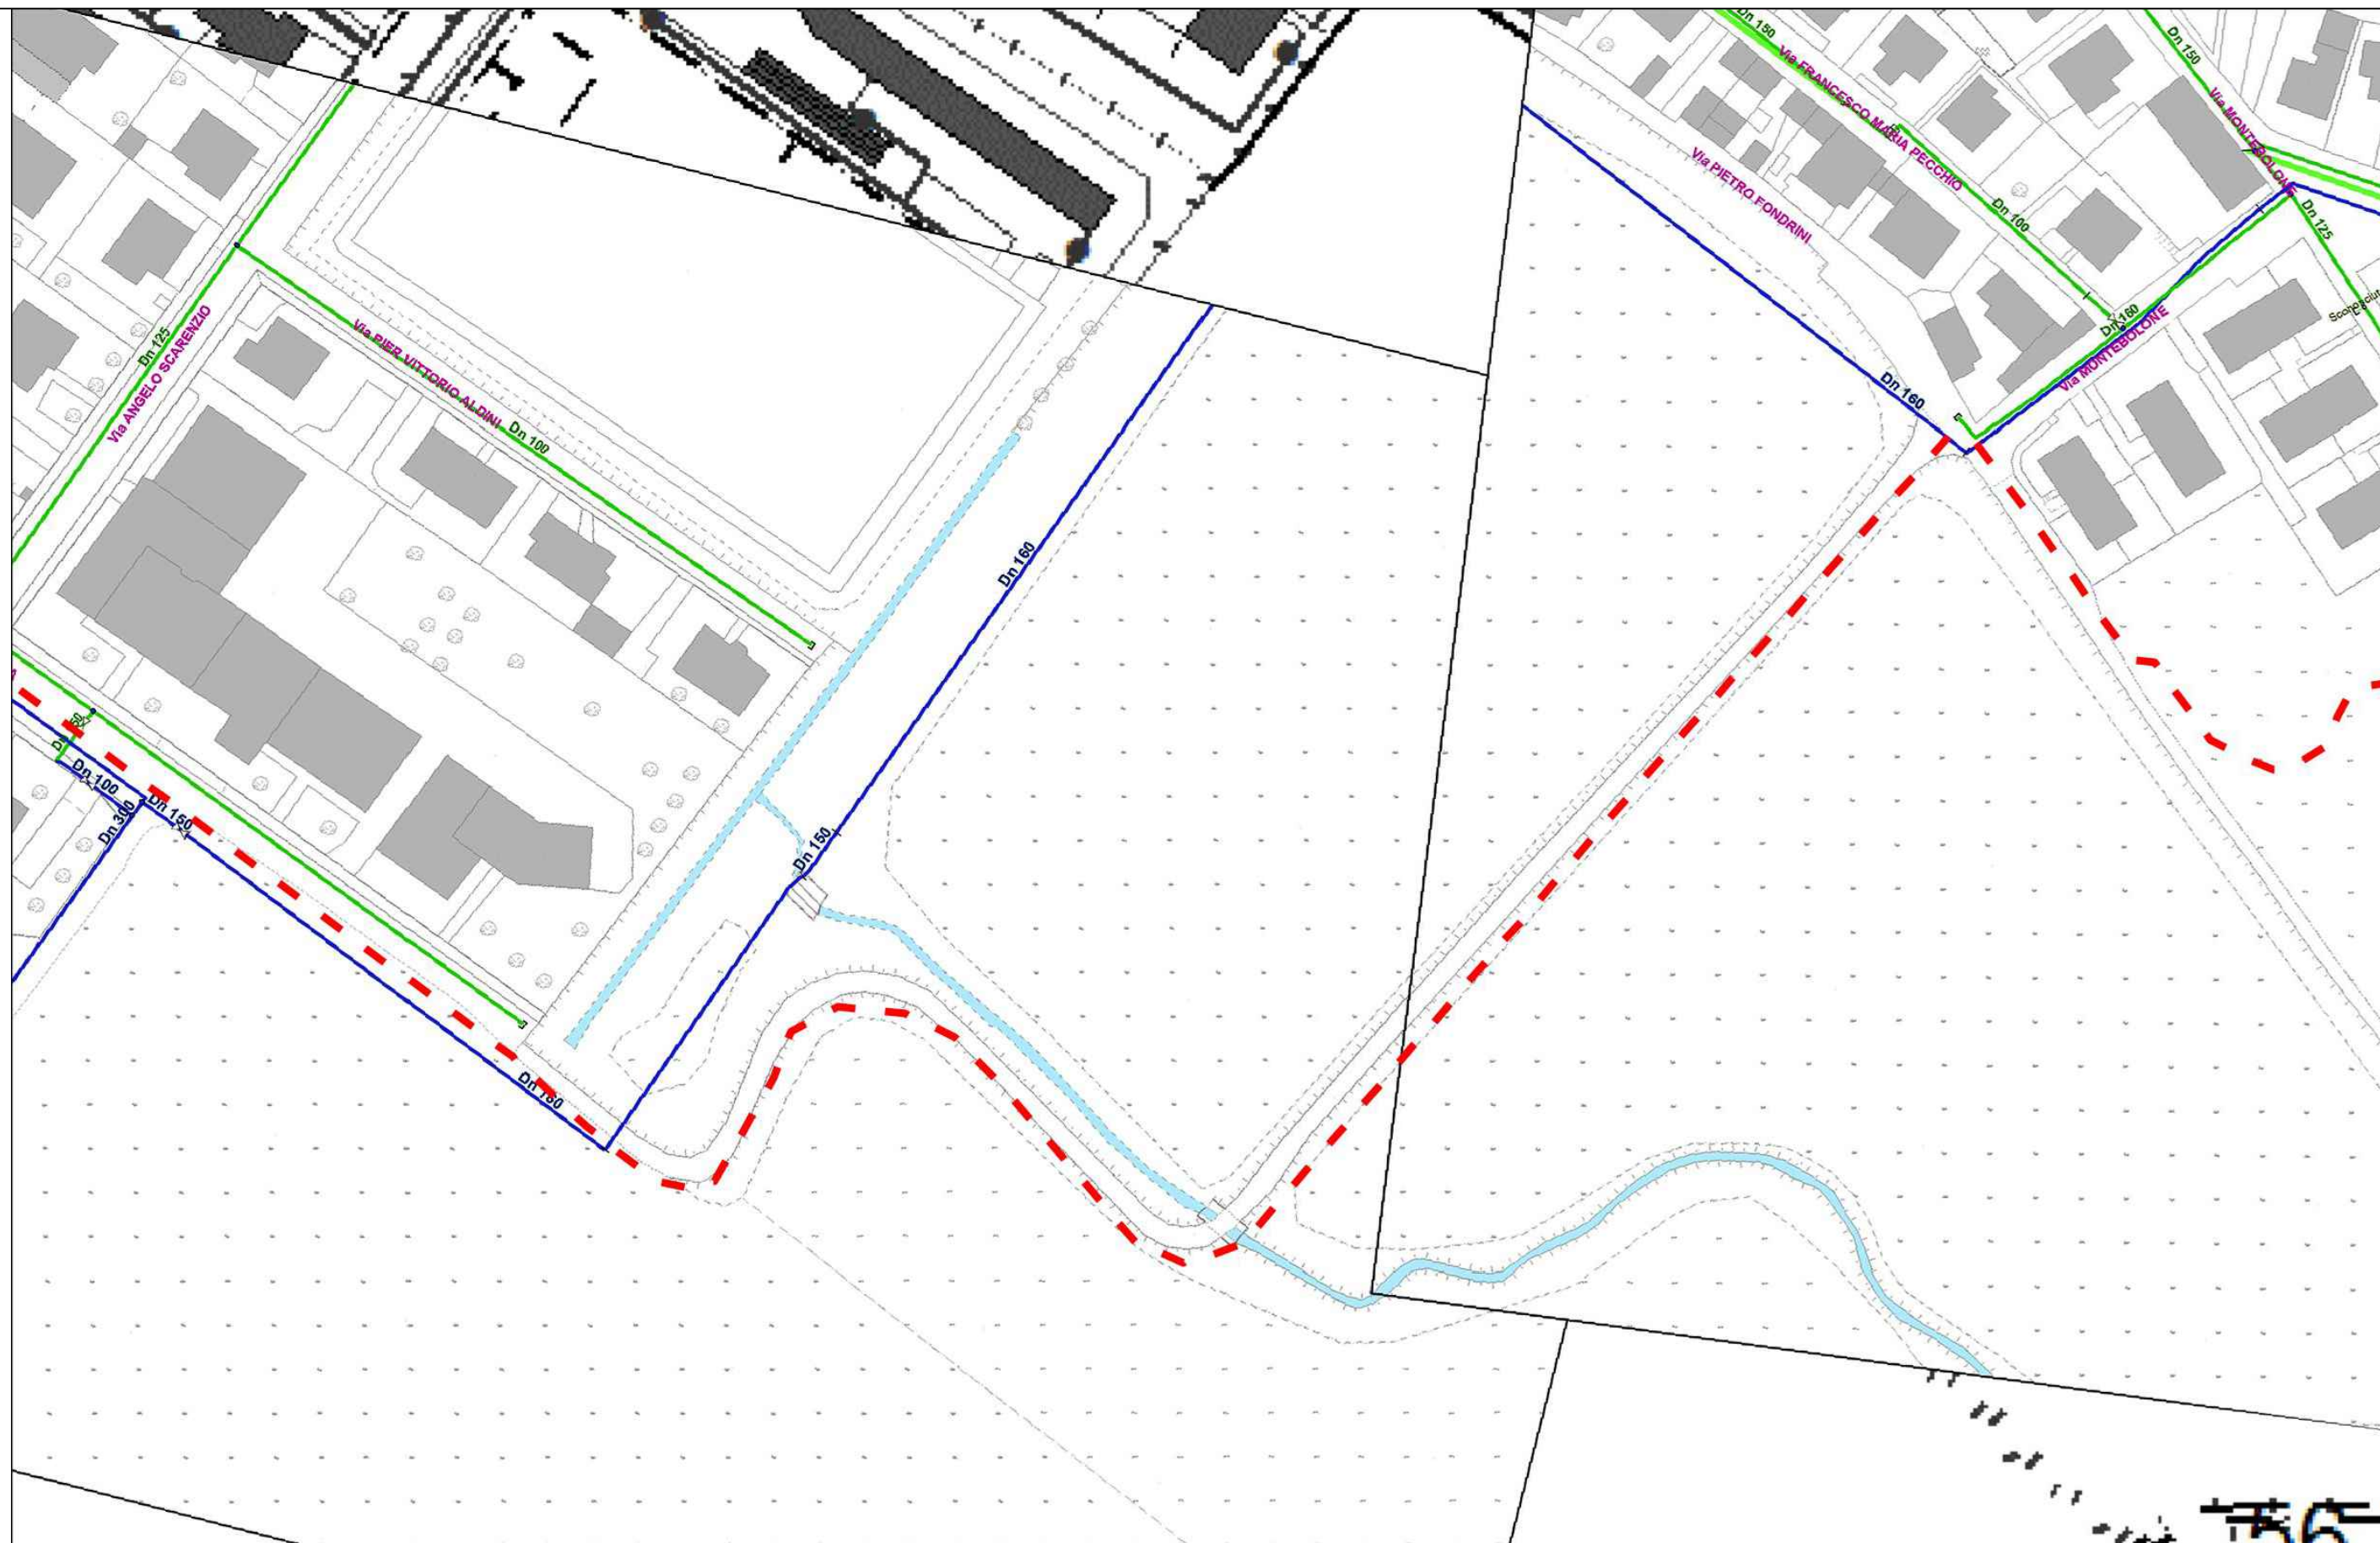 Dn 150
Dn 150
Via FRANCESCO MARIA PECCHIO
Via MONTEBOLONE
Via PIETRO FONDRINI
Dn 100
Dn 125
Dn 160
Via MONTEBOLONE
Dn 160
Dn 125
Via ANGELO SCARENZIO
Via PIER VITTORIO ALDINI
Dn 100
Dn 160
Dn 100
Dn 300
Dn 150
Dn 150
Dn 160
56